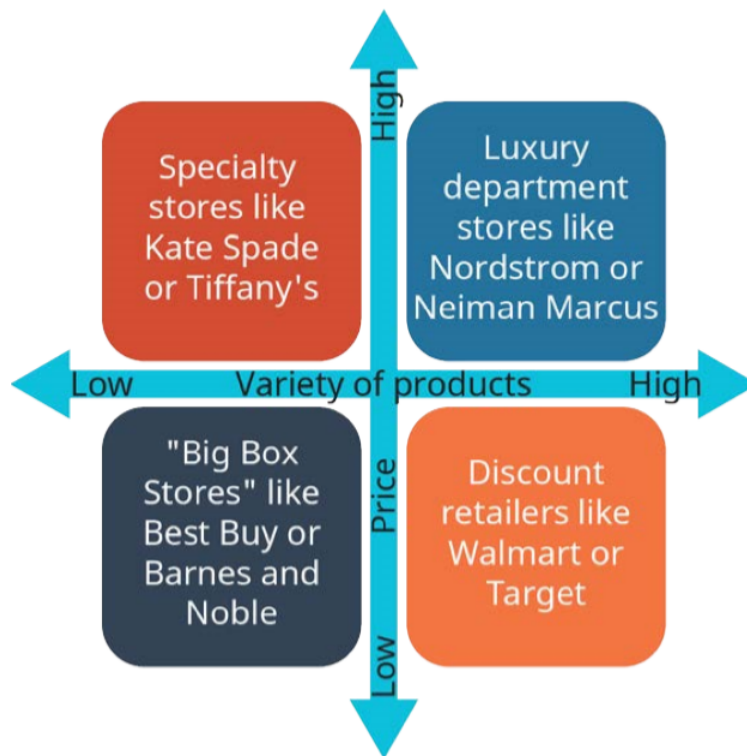 High
Specialty
stores like
Kate Spade
or Tiffany's
Luxury
department
stores like
Nordstrom or
Neiman Marcus
Low
Variety of products
High
"Big Box
Stores" like
Best Buy or
Barnes and
Noble
Price
Discount
retailers like
Walmart or
Target
Low